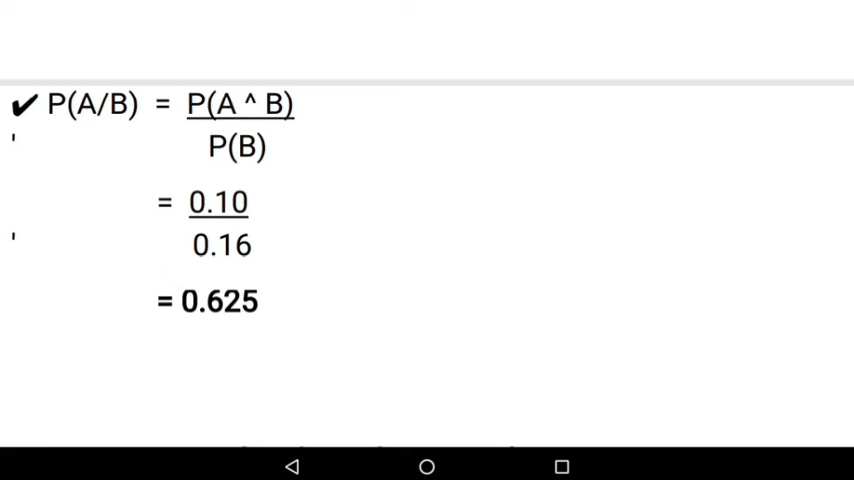 ✔ P(A/B) = P(A ^ B)
' P(B)
= 0.10
' 0.16
= 0.625